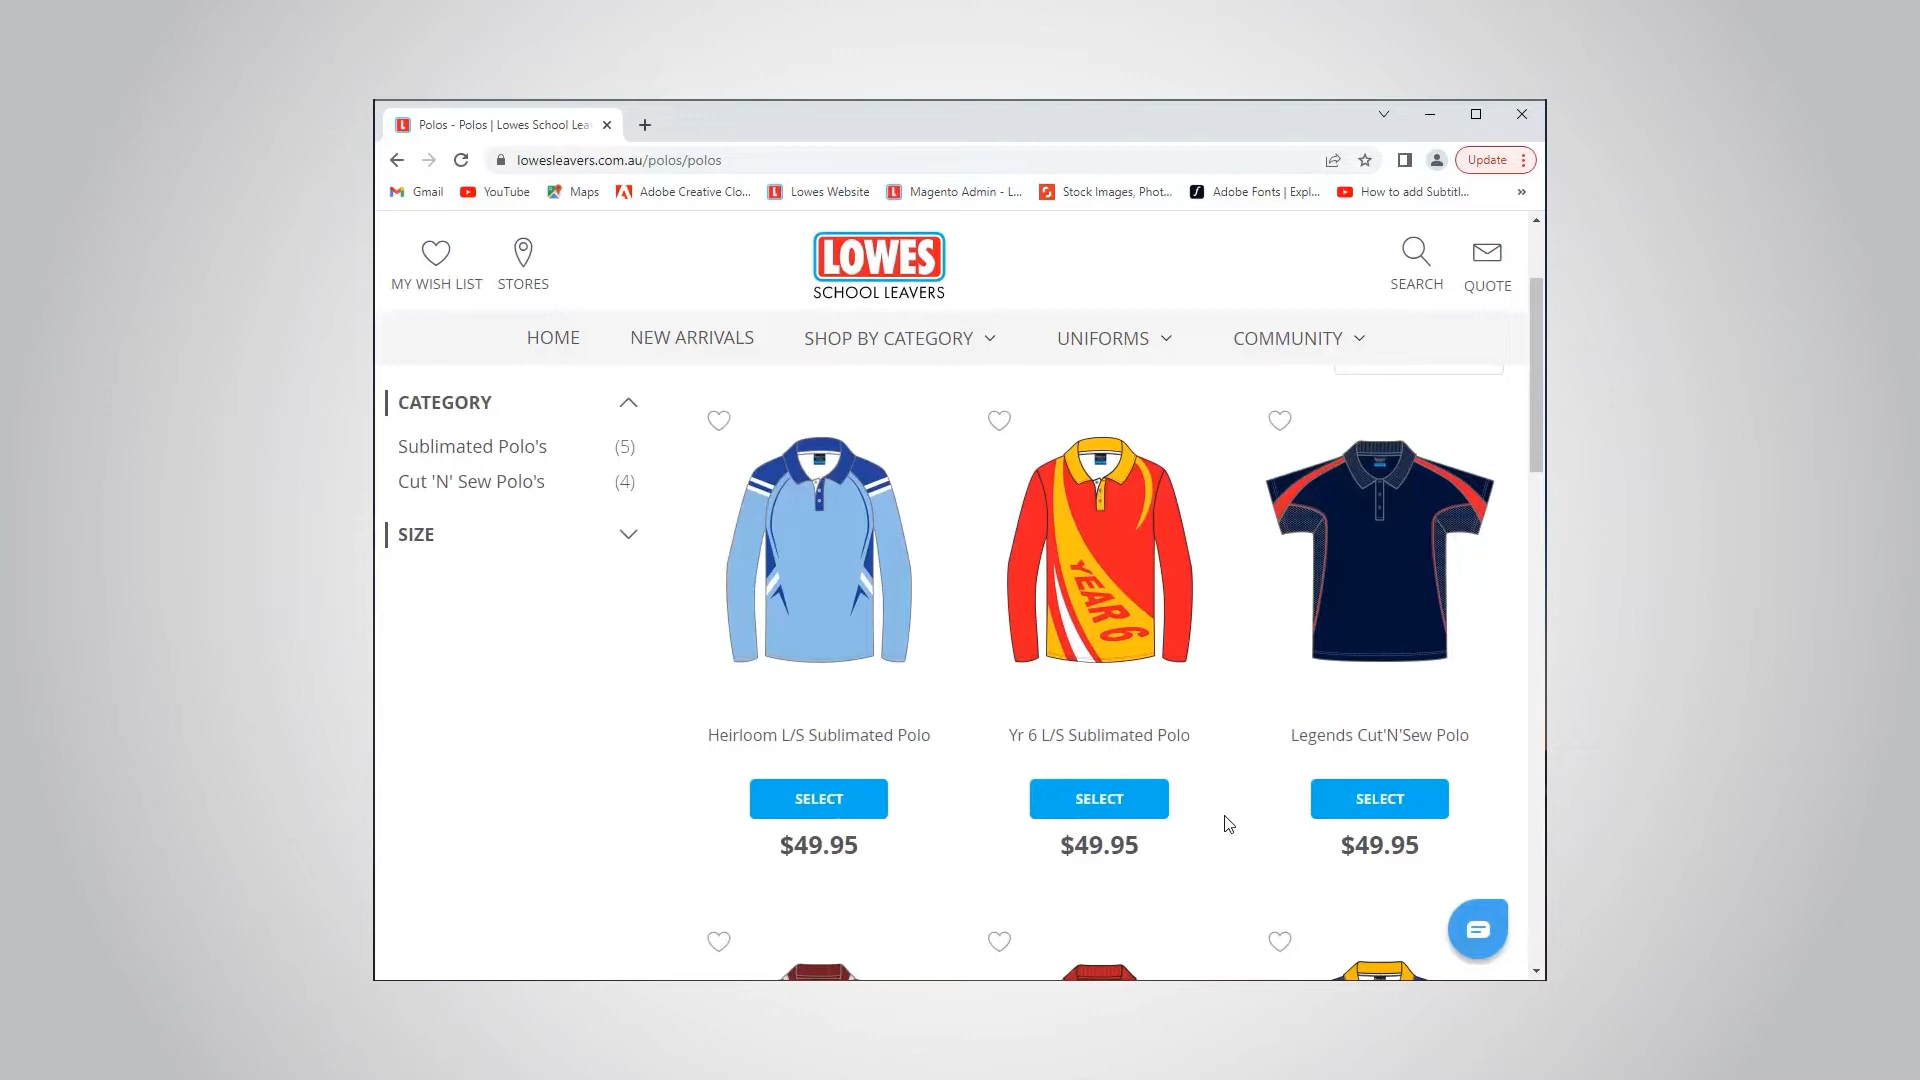 Polos - Polos | Lowes School Lea
lowesleavers.com.au/polos/polos
Update
Gmail
YouTube
Maps
Adobe Creative Clo...
Lowes Website
Magento Admin - L...
Stock Images, Phot...
Adobe Fonts | Expl...
How to add Subtitl...
»
MY WISH LIST
STORES
LOWES
SCHOOL LEAVERS
SEARCH
QUOTE
HOME
NEW ARRIVALS
SHOP BY CATEGORY
UNIFORMS
COMMUNITY
CATEGORY
Sublimated Polo's (5)
Cut 'N' Sew Polo's (4)
SIZE
YEAR 6
Heirloom L/S Sublimated Polo
Yr 6 L/S Sublimated Polo
Legends Cut'N'Sew Polo
SELECT
SELECT
SELECT
$49.95
$49.95
$49.95